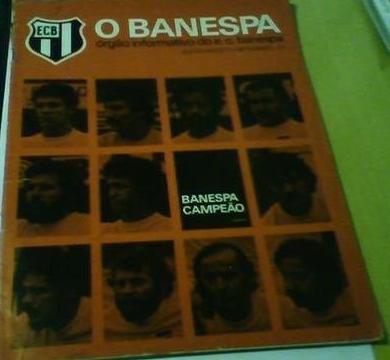 ECB
O BANESPA
órgão informativo do e. c. banespa
BANESPA
CAMPEÃO